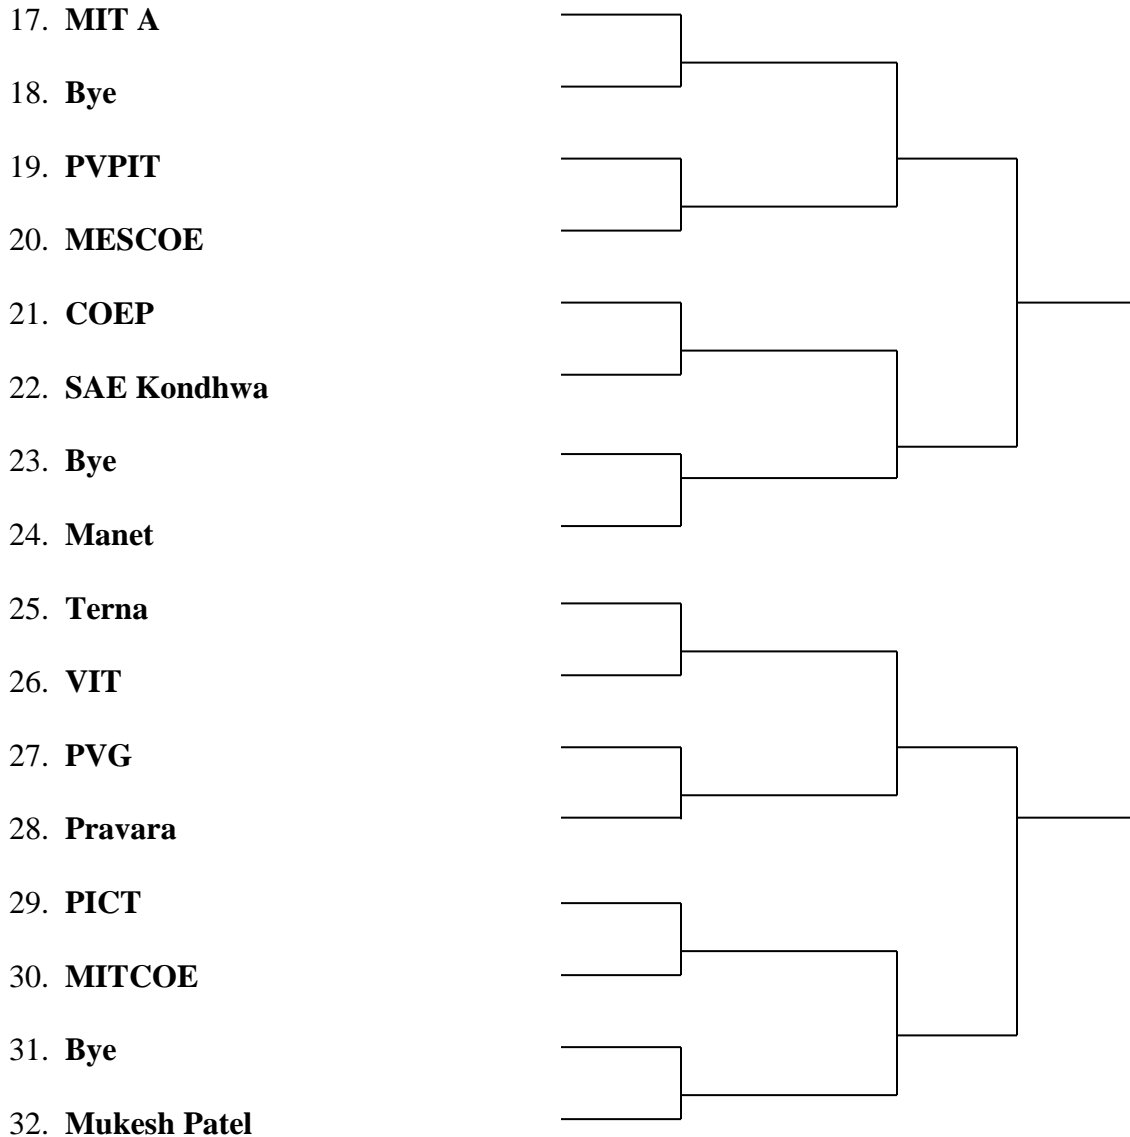 17. MIT A
18. Bye
19. PVPIT
20. MESCOE
21. COEP
22. SAE Kondhwa
23. Bye
24. Manet
25. Terna
26. VIT
27. PVG
28. Pravara
29. PICT
30. MITCOE
31. Bye
32. Mukesh Patel